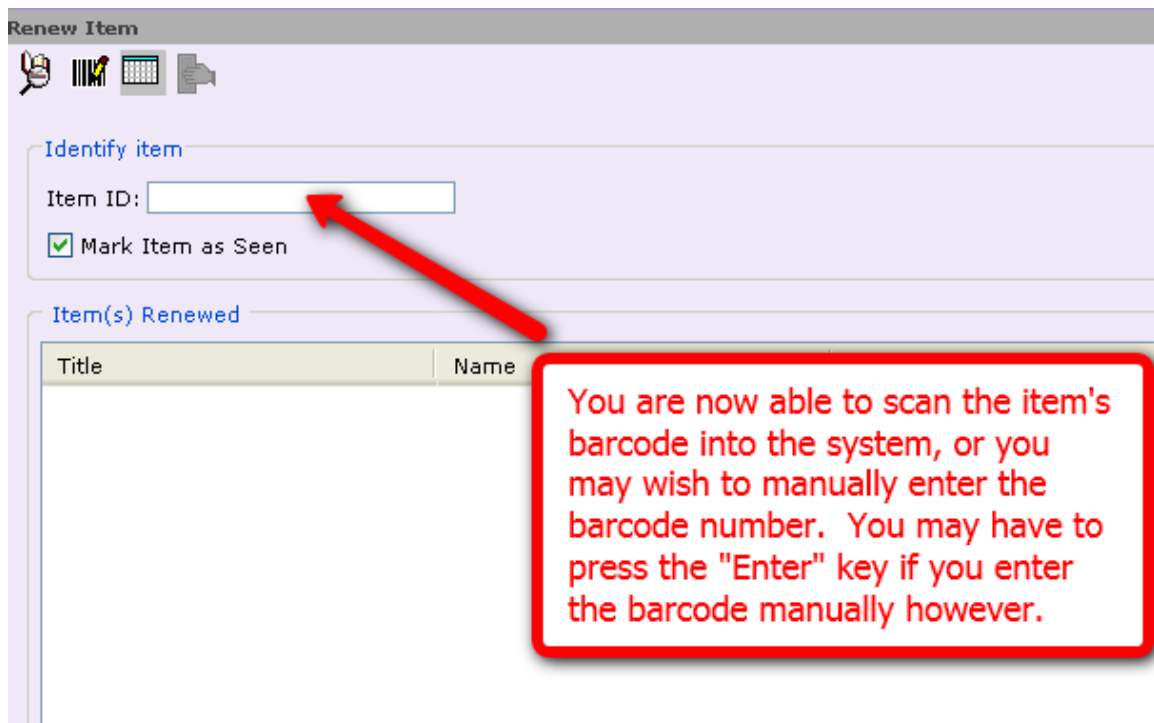 Renew Item
Identify item
Item ID:
Mark Item as Seen
Item(s) Renewed
Title Name
You are now able to scan the item's
barcode into the system, or you
may wish to manually enter the
barcode number.  You may have to
press the "Enter" key if you enter
the barcode manually however.